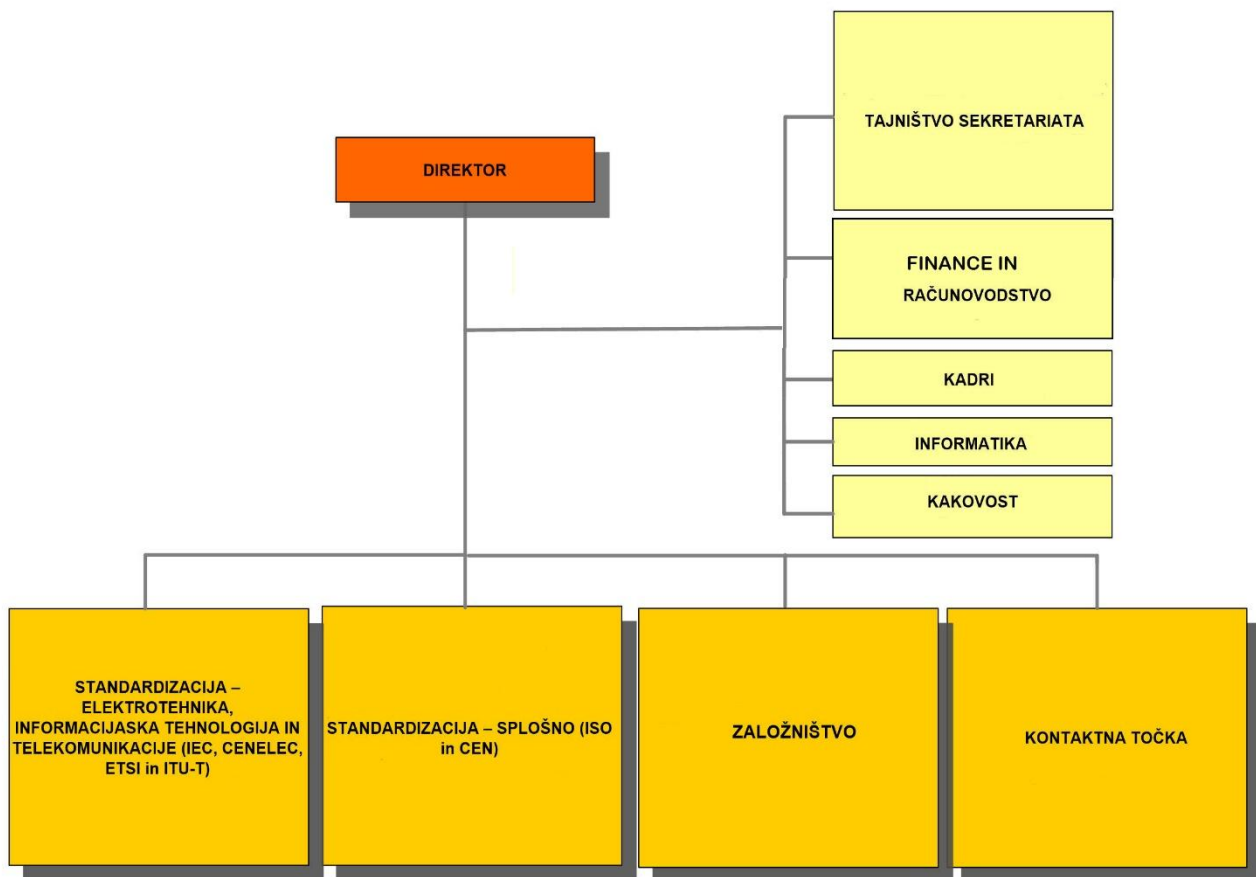 DIREKTOR
TAJNIŠTVO SEKRETARIATA
FINANCE IN
RAČUNOVODSTVO
KADRI
INFORMATIKA
KAKOVOST
STANDARDIZACIJA –
ELEKTROTEHNIKA,
INFORMACIJASKA TEHNOLOGIJA IN
TELEKOMUNIKACIJE (IEC, CENELEC,
ETSI in ITU-T)
STANDARDIZACIJA – SPLOŠNO (ISO
in CEN)
ZALOŽNIŠTVO
KONTAKTNA TOČKA